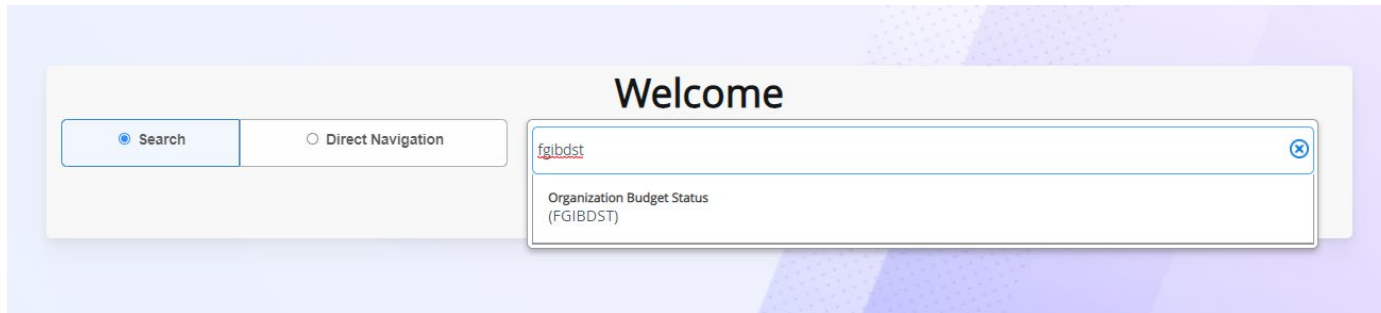 Welcome
Search
Direct Navigation
fgibdst
Organization Budget Status
(FGIBDST)